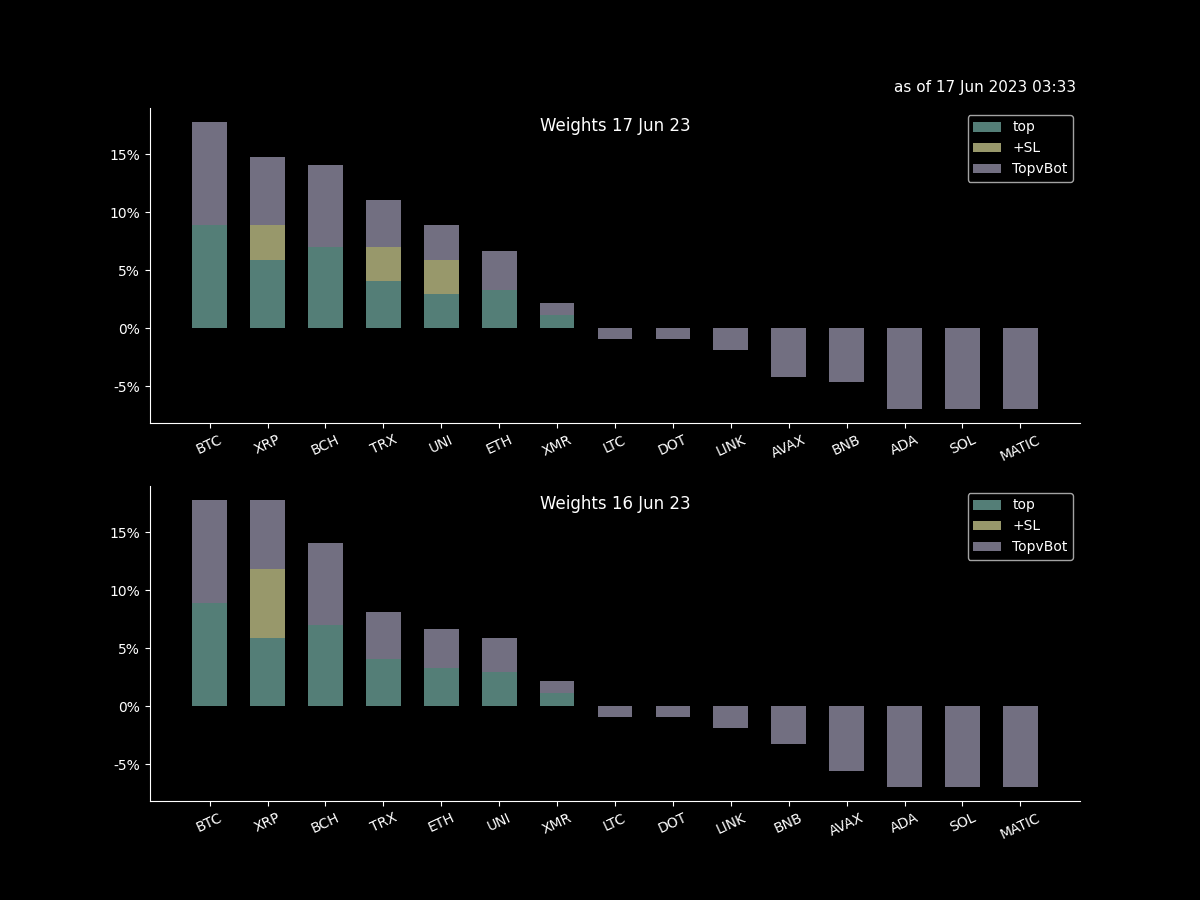 as of 17 Jun 2023 03:33
Weights 17 Jun 23
top
+SL
TopvBot
15%
10%
5%
0%
-5%
BTC XRP BCH TRX UNI ETH XMR LTC DOT LINK AVAX BNB ADA SOL MATIC
Weights 16 Jun 23
top
+SL
TopvBot
15%
10%
5%
0%
-5%
BTC XRP BCH TRX ETH UNI XMR LTC DOT LINK BNB AVAX ADA SOL MATIC